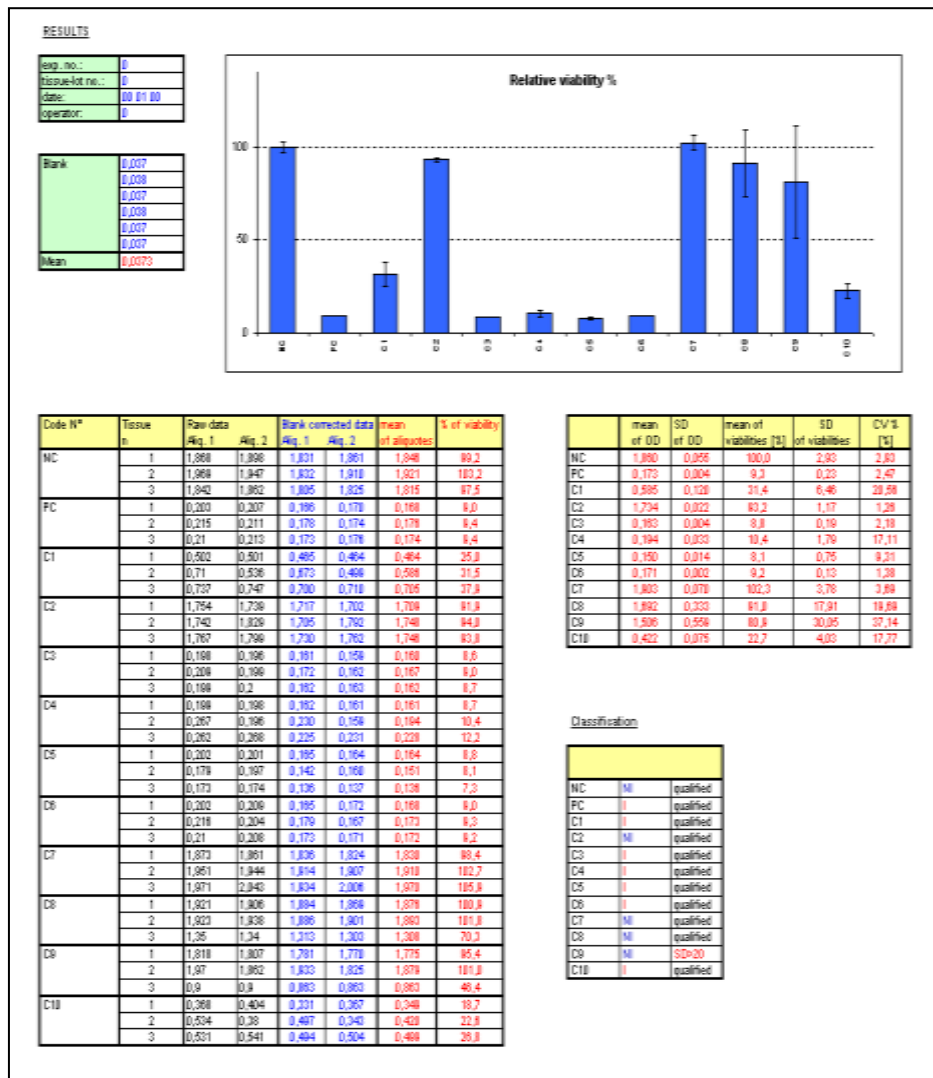 RESULTS
exp. no.: 0
tissue-lot no.: 0
date: 00 01 00
operator: 0
Blank 0,037
0,038
0,037
0,038
0,037
0,037
Mean 0,0373
Relative viability %
100
50
0
NC PC C1 C2 C3 C4 C5 C6 C7 C8 C9 C10
Code N° Tissue Raw data Blank corrected data mean % of viability
n Aliq. 1 Aliq. 2 Aliq. 1 Aliq. 2 of aliquotes
NC 1 1,868 1,898 1,831 1,861 1,846 99,2
2 1,969 1,947 1,932 1,910 1,921 103,2
3 1,842 1,862 1,805 1,825 1,815 97,5
PC 1 0,203 0,207 0,166 0,170 0,168 9,0
2 0,215 0,211 0,178 0,174 0,176 9,4
3 0,21 0,213 0,173 0,176 0,174 9,4
C1 1 0,502 0,501 0,465 0,464 0,464 25,0
2 0,71 0,536 0,673 0,499 0,586 31,5
3 0,737 0,747 0,700 0,710 0,705 37,9
C2 1 1,754 1,739 1,717 1,702 1,709 91,9
2 1,742 1,829 1,705 1,792 1,748 94,0
3 1,767 1,799 1,730 1,762 1,746 93,8
C3 1 0,198 0,196 0,161 0,159 0,160 8,6
2 0,209 0,199 0,172 0,162 0,167 9,0
3 0,199 0,2 0,162 0,163 0,162 8,7
C4 1 0,199 0,198 0,162 0,161 0,161 8,7
2 0,267 0,196 0,230 0,159 0,194 10,4
3 0,262 0,268 0,225 0,231 0,228 12,2
C5 1 0,202 0,201 0,165 0,164 0,164 8,8
2 0,179 0,197 0,142 0,160 0,151 8,1
3 0,173 0,174 0,136 0,137 0,136 7,3
C6 1 0,202 0,209 0,165 0,172 0,168 9,0
2 0,216 0,204 0,179 0,167 0,173 9,3
3 0,21 0,208 0,173 0,171 0,172 9,2
C7 1 1,873 1,861 1,836 1,824 1,830 98,4
2 1,951 1,944 1,914 1,907 1,910 102,7
3 1,971 2,043 1,934 2,006 1,970 105,9
C8 1 1,921 1,906 1,884 1,869 1,876 100,9
2 1,923 1,938 1,886 1,901 1,893 101,8
3 1,35 1,34 1,313 1,303 1,308 70,3
C9 1 1,818 1,807 1,781 1,770 1,775 95,4
2 1,97 1,862 1,933 1,825 1,879 101,0
3 0,9 0,9 0,863 0,863 0,863 46,4
C10 1 0,368 0,404 0,331 0,367 0,349 18,7
2 0,534 0,38 0,497 0,343 0,420 22,6
3 0,531 0,541 0,494 0,504 0,499 26,8
mean SD mean of SD CV %
of OD of OD viabilities [%] of viabilities [%]
NC 1,860 0,055 100,0 2,93 2,93
PC 0,173 0,004 9,3 0,23 2,47
C1 0,585 0,120 31,4 6,46 20,56
C2 1,734 0,022 93,2 1,17 1,26
C3 0,163 0,004 8,8 0,19 2,18
C4 0,194 0,033 10,4 1,79 17,11
C5 0,150 0,014 8,1 0,75 9,31
C6 0,171 0,002 9,2 0,13 1,38
C7 1,903 0,070 102,3 3,78 3,69
C8 1,692 0,333 91,0 17,91 19,69
C9 1,506 0,559 80,9 30,05 37,14
C10 0,422 0,075 22,7 4,03 17,77
Classification
NC NI qualified
PC I qualified
C1 I qualified
C2 NI qualified
C3 I qualified
C4 I qualified
C5 I qualified
C6 I qualified
C7 NI qualified
C8 NI qualified
C9 NI SD>20
C10 I qualified